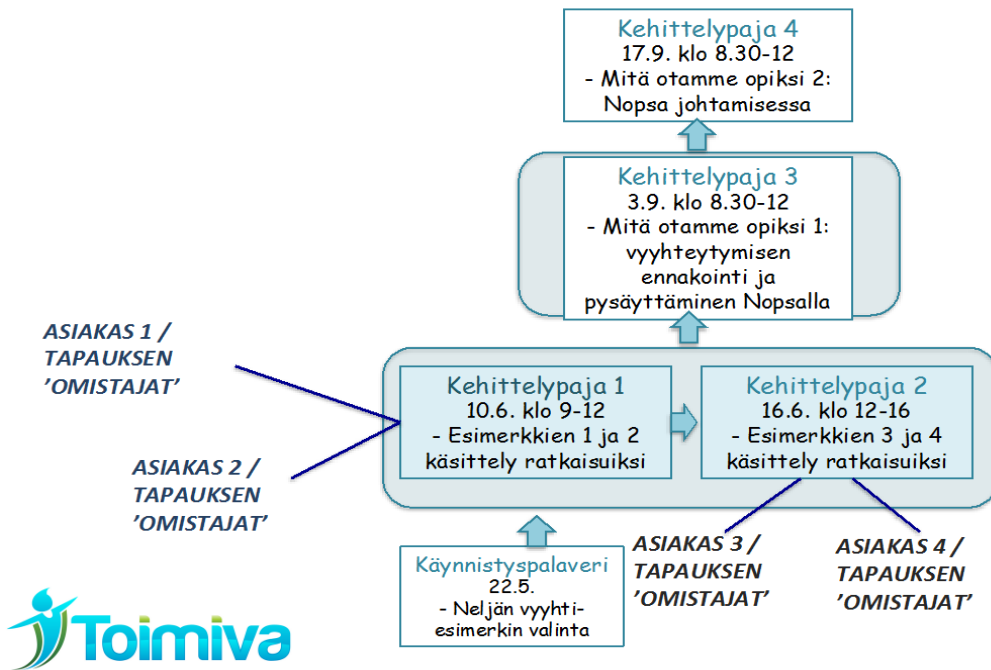 Kehittelypaja 4
17.9. klo 8.30-12
- Mitä otamme opiksi 2:
Nopsa johtamisessa
Kehittelypaja 3
3.9. klo 8.30-12
- Mitä otamme opiksi 1:
vyyhteytymisen
ennakointi ja
pysäyttäminen Nopsalla
ASIAKAS 1 /
TAPAUKSEN
’OMISTAJAT’
ASIAKAS 2 /
TAPAUKSEN
’OMISTAJAT’
Kehittelypaja 1
10.6. klo 9-12
- Esimerkkien 1 ja 2
käsittely ratkaisuiksi
Kehittelypaja 2
16.6. klo 12-16
- Esimerkkien 3 ja 4
käsittely ratkaisuiksi
ASIAKAS 3 /
TAPAUKSEN
’OMISTAJAT’
ASIAKAS 4 /
TAPAUKSEN
’OMISTAJAT’
Käynnistyspalaveri
22.5.
- Neljän vyyhti-
esimerkin valinta
Toimiva